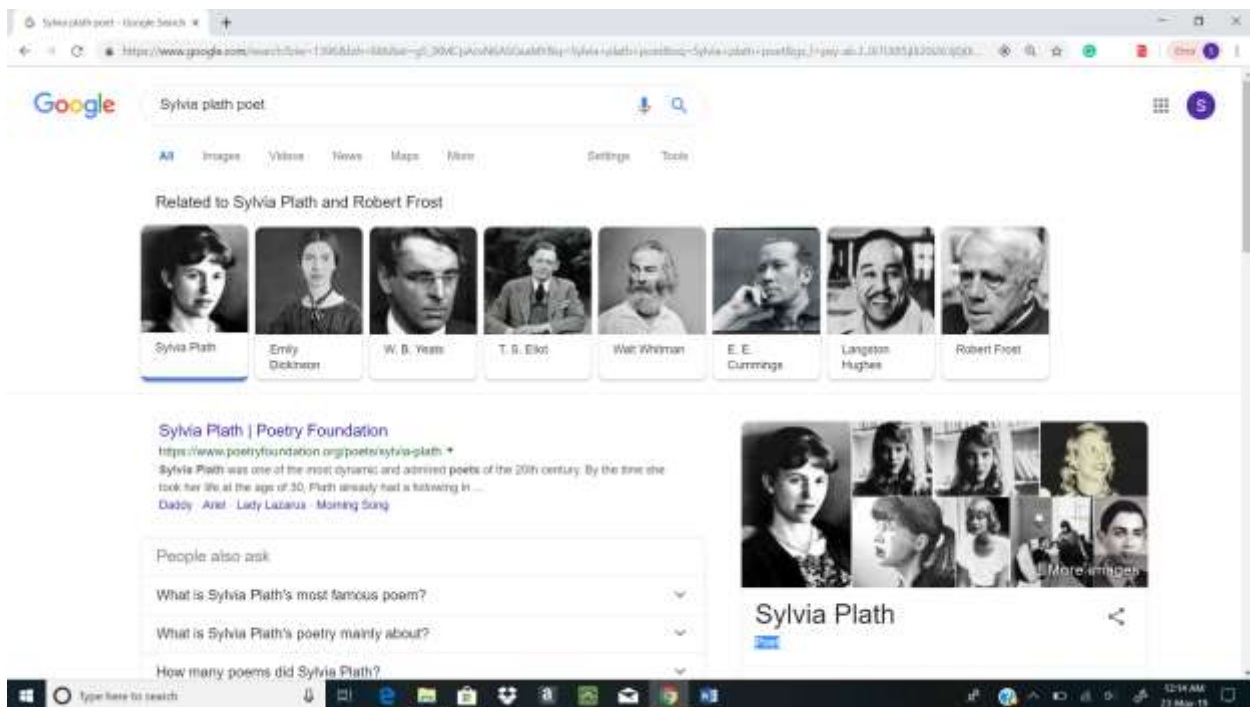 Sylvia plath poet - Google Search
Google
Sylvia plath poet
S
All Images Videos News Maps More Settings Tools
Related to Sylvia Plath and Robert Frost
Sylvia Plath
Emily
Dickinson
W. B. Yeats
T. S. Eliot
Walt Whitman
E. E.
Cummings
Langston
Hughes
Robert Frost
Sylvia Plath | Poetry Foundation
https://www.poetryfoundation.org/poets/sylvia-plath
Sylvia Plath was one of the most dynamic and admired poets of the 20th century. By the time she
took her life at the age of 30, Plath already had a following in ...
Daddy · Ariel · Lady Lazarus · Morning Song
People also ask
What is Sylvia Plath's most famous poem?
What is Sylvia Plath's poetry mainly about?
How many poems did Sylvia Plath?
More images
Sylvia Plath
Poet
Type here to search
12:14 AM
23-Mar-19